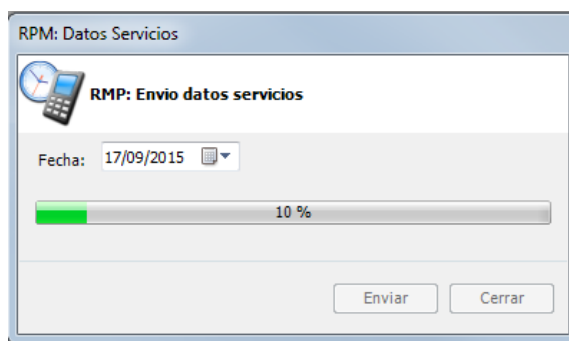 RPM: Datos Servicios
RMP: Envio datos servicios
Fecha: 17/09/2015
10 %
Enviar Cerrar